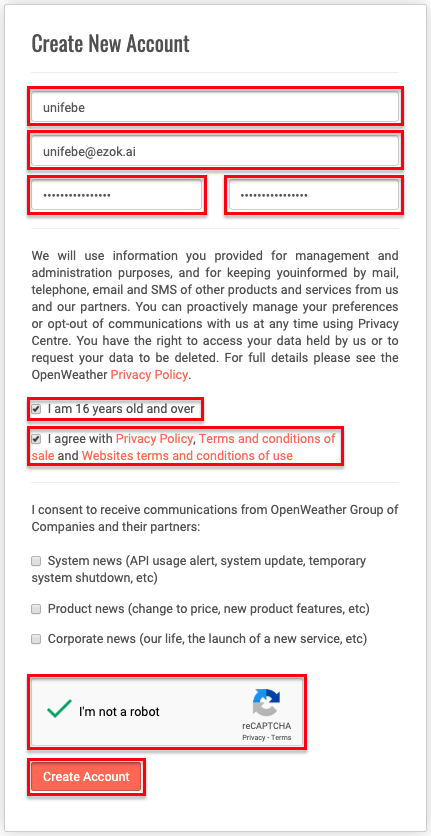 Create New Account
unifebe
unifebe@ezok.ai
We will use information you provided for management and
administration purposes, and for keeping youinformed by mail,
telephone, email and SMS of other products and services from us
and our partners. You can proactively manage your preferences
or opt-out of communications with us at any time using Privacy
Centre. You have the right to access your data held by us or to
request your data to be deleted. For full details please see the
OpenWeather Privacy Policy.
I am 16 years old and over
I agree with Privacy Policy, Terms and conditions of
sale and Websites terms and conditions of use
I consent to receive communications from OpenWeather Group of
Companies and their partners:
System news (API usage alert, system update, temporary
system shutdown, etc)
Product news (change to price, new product features, etc)
Corporate news (our life, the launch of a new service, etc)
I'm not a robot
reCAPTCHA
Privacy - Terms
Create Account